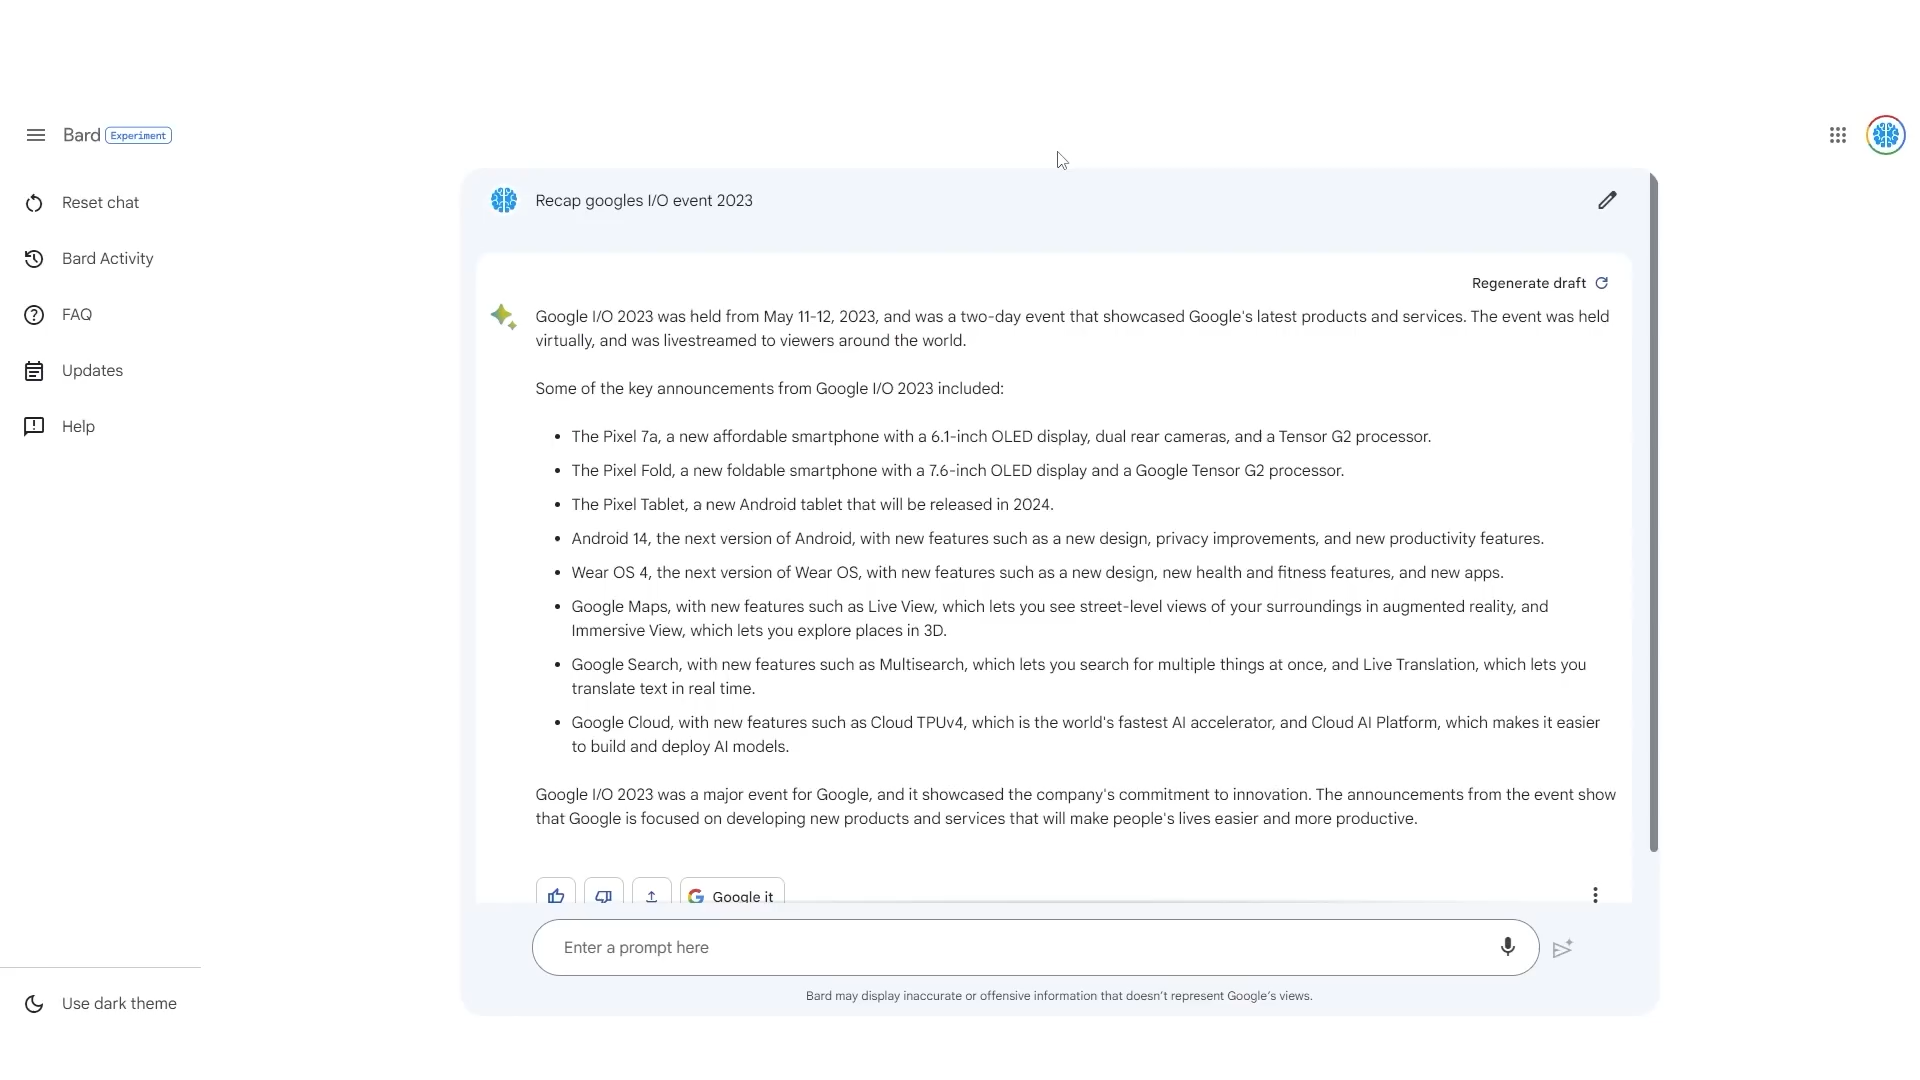 Bard Experiment
Reset chat
Bard Activity
FAQ
Updates
Help
Use dark theme
Recap googles I/O event 2023
Regenerate draft
Google I/O 2023 was held from May 11-12, 2023, and was a two-day event that showcased Google's latest products and services. The event was held
virtually, and was livestreamed to viewers around the world.
Some of the key announcements from Google I/O 2023 included:
• The Pixel 7a, a new affordable smartphone with a 6.1-inch OLED display, dual rear cameras, and a Tensor G2 processor.
• The Pixel Fold, a new foldable smartphone with a 7.6-inch OLED display and a Google Tensor G2 processor.
• The Pixel Tablet, a new Android tablet that will be released in 2024.
• Android 14, the next version of Android, with new features such as a new design, privacy improvements, and new productivity features.
• Wear OS 4, the next version of Wear OS, with new features such as a new design, new health and fitness features, and new apps.
• Google Maps, with new features such as Live View, which lets you see street-level views of your surroundings in augmented reality, and
Immersive View, which lets you explore places in 3D.
• Google Search, with new features such as Multisearch, which lets you search for multiple things at once, and Live Translation, which lets you
translate text in real time.
• Google Cloud, with new features such as Cloud TPUv4, which is the world's fastest AI accelerator, and Cloud AI Platform, which makes it easier
to build and deploy AI models.
Google I/O 2023 was a major event for Google, and it showcased the company's commitment to innovation. The announcements from the event show
that Google is focused on developing new products and services that will make people's lives easier and more productive.
Google it
Enter a prompt here
Bard may display inaccurate or offensive information that doesn't represent Google's views.